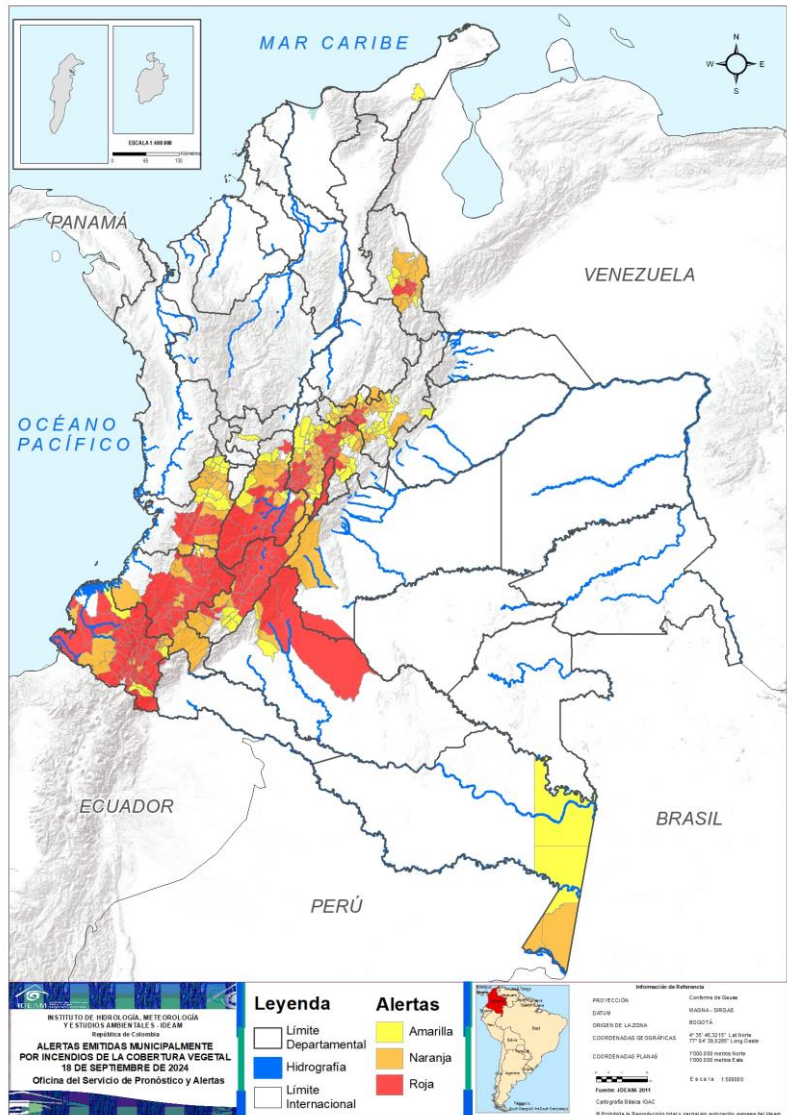 MAR CARIBE
N
W
E
S
ESCALA 1:400.000
0 65 130
PANAMÁ
VENEZUELA
OCÉANO
PACÍFICO
ECUADOR
BRASIL
PERÚ
IDEAM
INSTITUTO DE HIDROLOGÍA, METEOROLOGÍA
Y ESTUDIOS AMBIENTALES - IDEAM
República de Colombia
ALERTAS EMITIDAS MUNICIPALMENTE
POR INCENDIOS DE LA COBERTURA VEGETAL
18 DE SEPTIEMBRE DE 2024
Oficina del Servicio de Pronóstico y Alertas
Leyenda
Límite
Departamental
Hidrografía
Límite
Internacional
Alertas
Amarilla
Naranja
Roja
Información de Referencia
PROYECCIÓN Conforme de Gauss
DATUM MAGNA - SIRGAS
ORIGEN DE LA ZONA BOGOTÁ
COORDENADAS GEOGRÁFICAS
COORDENADAS PLANAS 1'000.000 metros Norte
1'000.000 metros Este
Fuente: IDEAM. 2011
Cartografía Básica IGAC